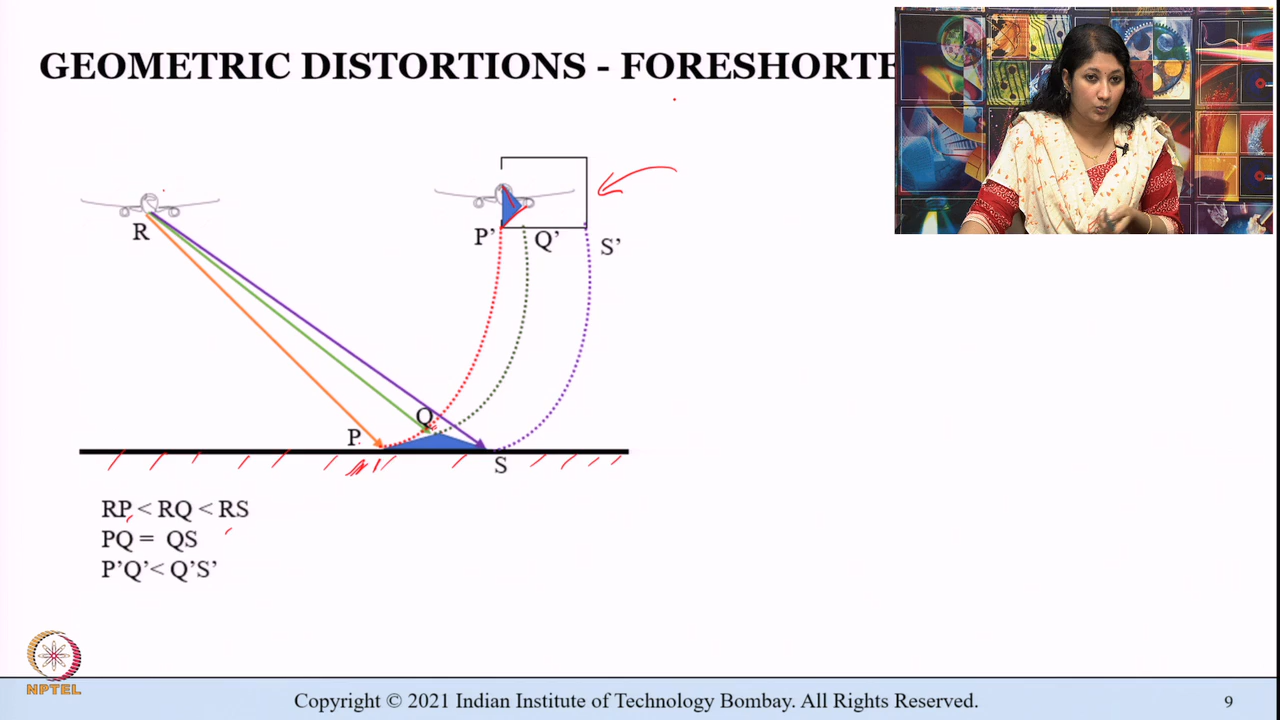 GEOMETRIC DISTORTIONS - FORESHORTE
R
P'
Q'
S'
Q
P
S
RP < RQ < RS
PQ = QS
P'Q'< Q'S'
NPTEL
Copyright © 2021 Indian Institute of Technology Bombay. All Rights Reserved.
9